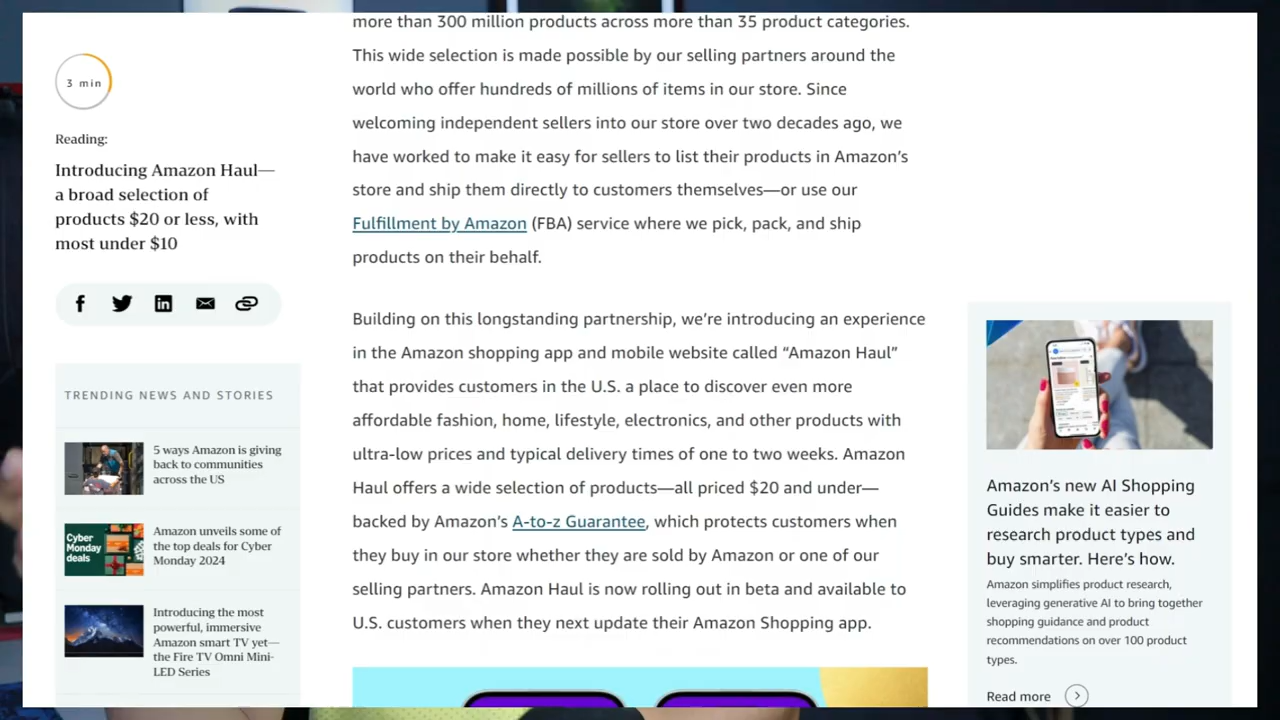 3 min
Reading:
Introducing Amazon Haul—
a broad selection of
products $20 or less, with
most under $10
TRENDING NEWS AND STORIES
5 ways Amazon is giving
back to communities
across the US
Cyber
Monday
deals
Amazon unveils some of
the top deals for Cyber
Monday 2024
Introducing the most
powerful, immersive
Amazon smart TV yet—
the Fire TV Omni Mini-
LED Series
more than 300 million products across more than 35 product categories.
This wide selection is made possible by our selling partners around the
world who offer hundreds of millions of items in our store. Since
welcoming independent sellers into our store over two decades ago, we
have worked to make it easy for sellers to list their products in Amazon’s
store and ship them directly to customers themselves—or use our
Fulfillment by Amazon (FBA) service where we pick, pack, and ship
products on their behalf.
Building on this longstanding partnership, we’re introducing an experience
in the Amazon shopping app and mobile website called “Amazon Haul”
that provides customers in the U.S. a place to discover even more
affordable fashion, home, lifestyle, electronics, and other products with
ultra-low prices and typical delivery times of one to two weeks. Amazon
Haul offers a wide selection of products—all priced $20 and under—
backed by Amazon’s A-to-z Guarantee, which protects customers when
they buy in our store whether they are sold by Amazon or one of our
selling partners. Amazon Haul is now rolling out in beta and available to
U.S. customers when they next update their Amazon Shopping app.
Amazon’s new AI Shopping
Guides make it easier to
research product types and
buy smarter. Here’s how.
Amazon simplifies product research,
leveraging generative AI to bring together
shopping guidance and product
recommendations on over 100 product
types.
Read more